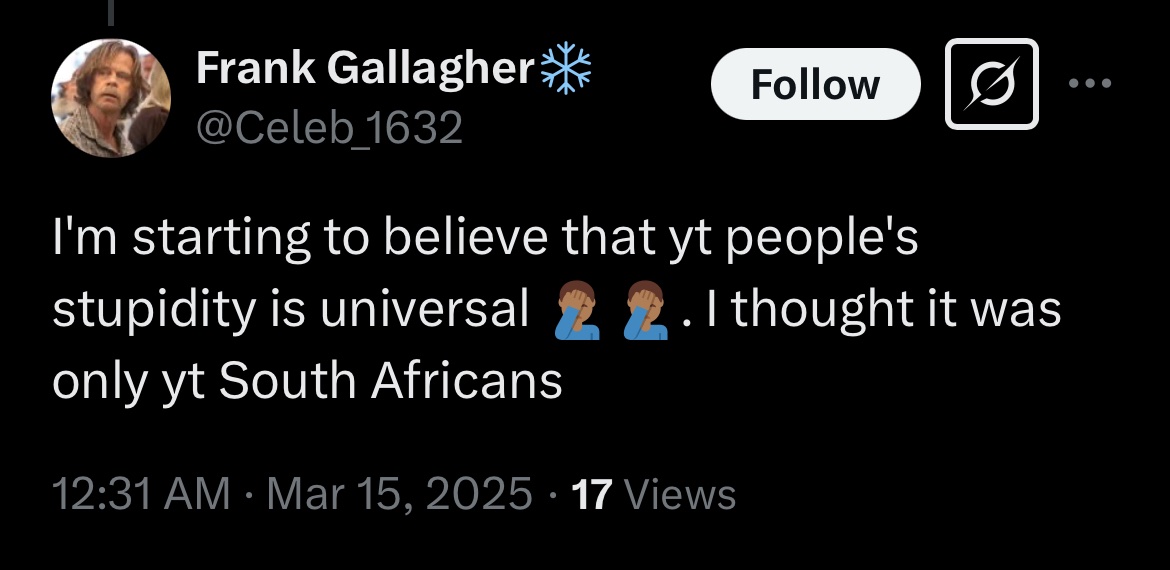 Frank Gallagher❄️
@Celeb_1632
Follow
I'm starting to believe that yt people's
stupidity is universal 🤦🏾‍♂️ 🤦🏾‍♂️. I thought it was
only yt South Africans
12:31 AM · Mar 15, 2025 · 17 Views